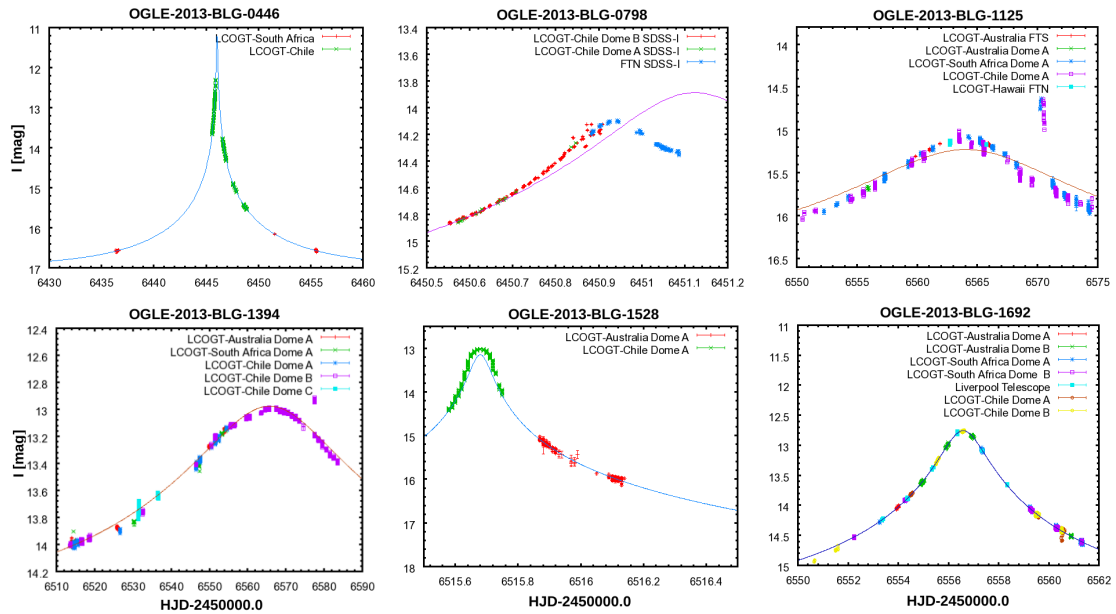 OGLE-2013-BLG-0446
LCOGT-South Africa
LCOGT-Chile
I [mag]
11
12
13
14
15
16
17
6430 6435 6440 6445 6450 6455 6460
OGLE-2013-BLG-0798
LCOGT-Chile Dome B SDSS-I
LCOGT-Chile Dome A SDSS-I
FTN SDSS-I
13.4
13.6
13.8
14
14.2
14.4
14.6
14.8
15
15.2
6450.5 6450.6 6450.7 6450.8 6450.9 6451 6451.1 6451.2
OGLE-2013-BLG-1125
LCOGT-Australia FTS
LCOGT-Australia Dome A
LCOGT-South Africa Dome A
LCOGT-Chile Dome A
LCOGT-Hawaii FTN
14
14.5
15
15.5
16
16.5
6550 6555 6560 6565 6570 6575
OGLE-2013-BLG-1394
LCOGT-Australia Dome A
LCOGT-South Africa Dome A
LCOGT-Chile Dome A
LCOGT-Chile Dome B
LCOGT-Chile Dome C
I [mag]
12.4
12.6
12.8
13
13.2
13.4
13.6
13.8
14
14.2
6510 6520 6530 6540 6550 6560 6570 6580 6590
HJD-2450000.0
OGLE-2013-BLG-1528
LCOGT-Australia Dome A
LCOGT-Chile Dome A
13
14
15
16
17
18
6515.6 6515.8 6516 6516.2 6516.4
HJD-2450000.0
OGLE-2013-BLG-1692
LCOGT-Australia Dome A
LCOGT-Australia Dome B
LCOGT-South Africa Dome A
LCOGT-South Africa Dome B
Liverpool Telescope
LCOGT-Chile Dome A
LCOGT-Chile Dome B
11
11.5
12
12.5
13
13.5
14
14.5
15
6550 6552 6554 6556 6558 6560 6562
HJD-2450000.0